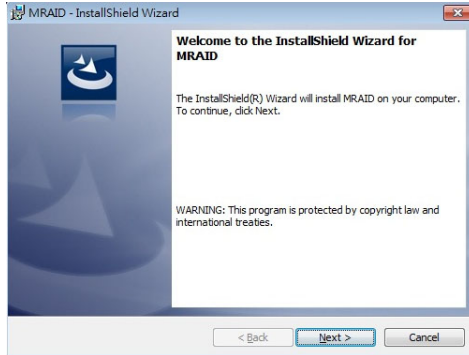 MRAID - InstallShield Wizard
Welcome to the InstallShield Wizard for
MRAID
The InstallShield(R) Wizard will install MRAID on your computer.
To continue, click Next.
WARNING: This program is protected by copyright law and
international treaties.
< Back
Next >
Cancel